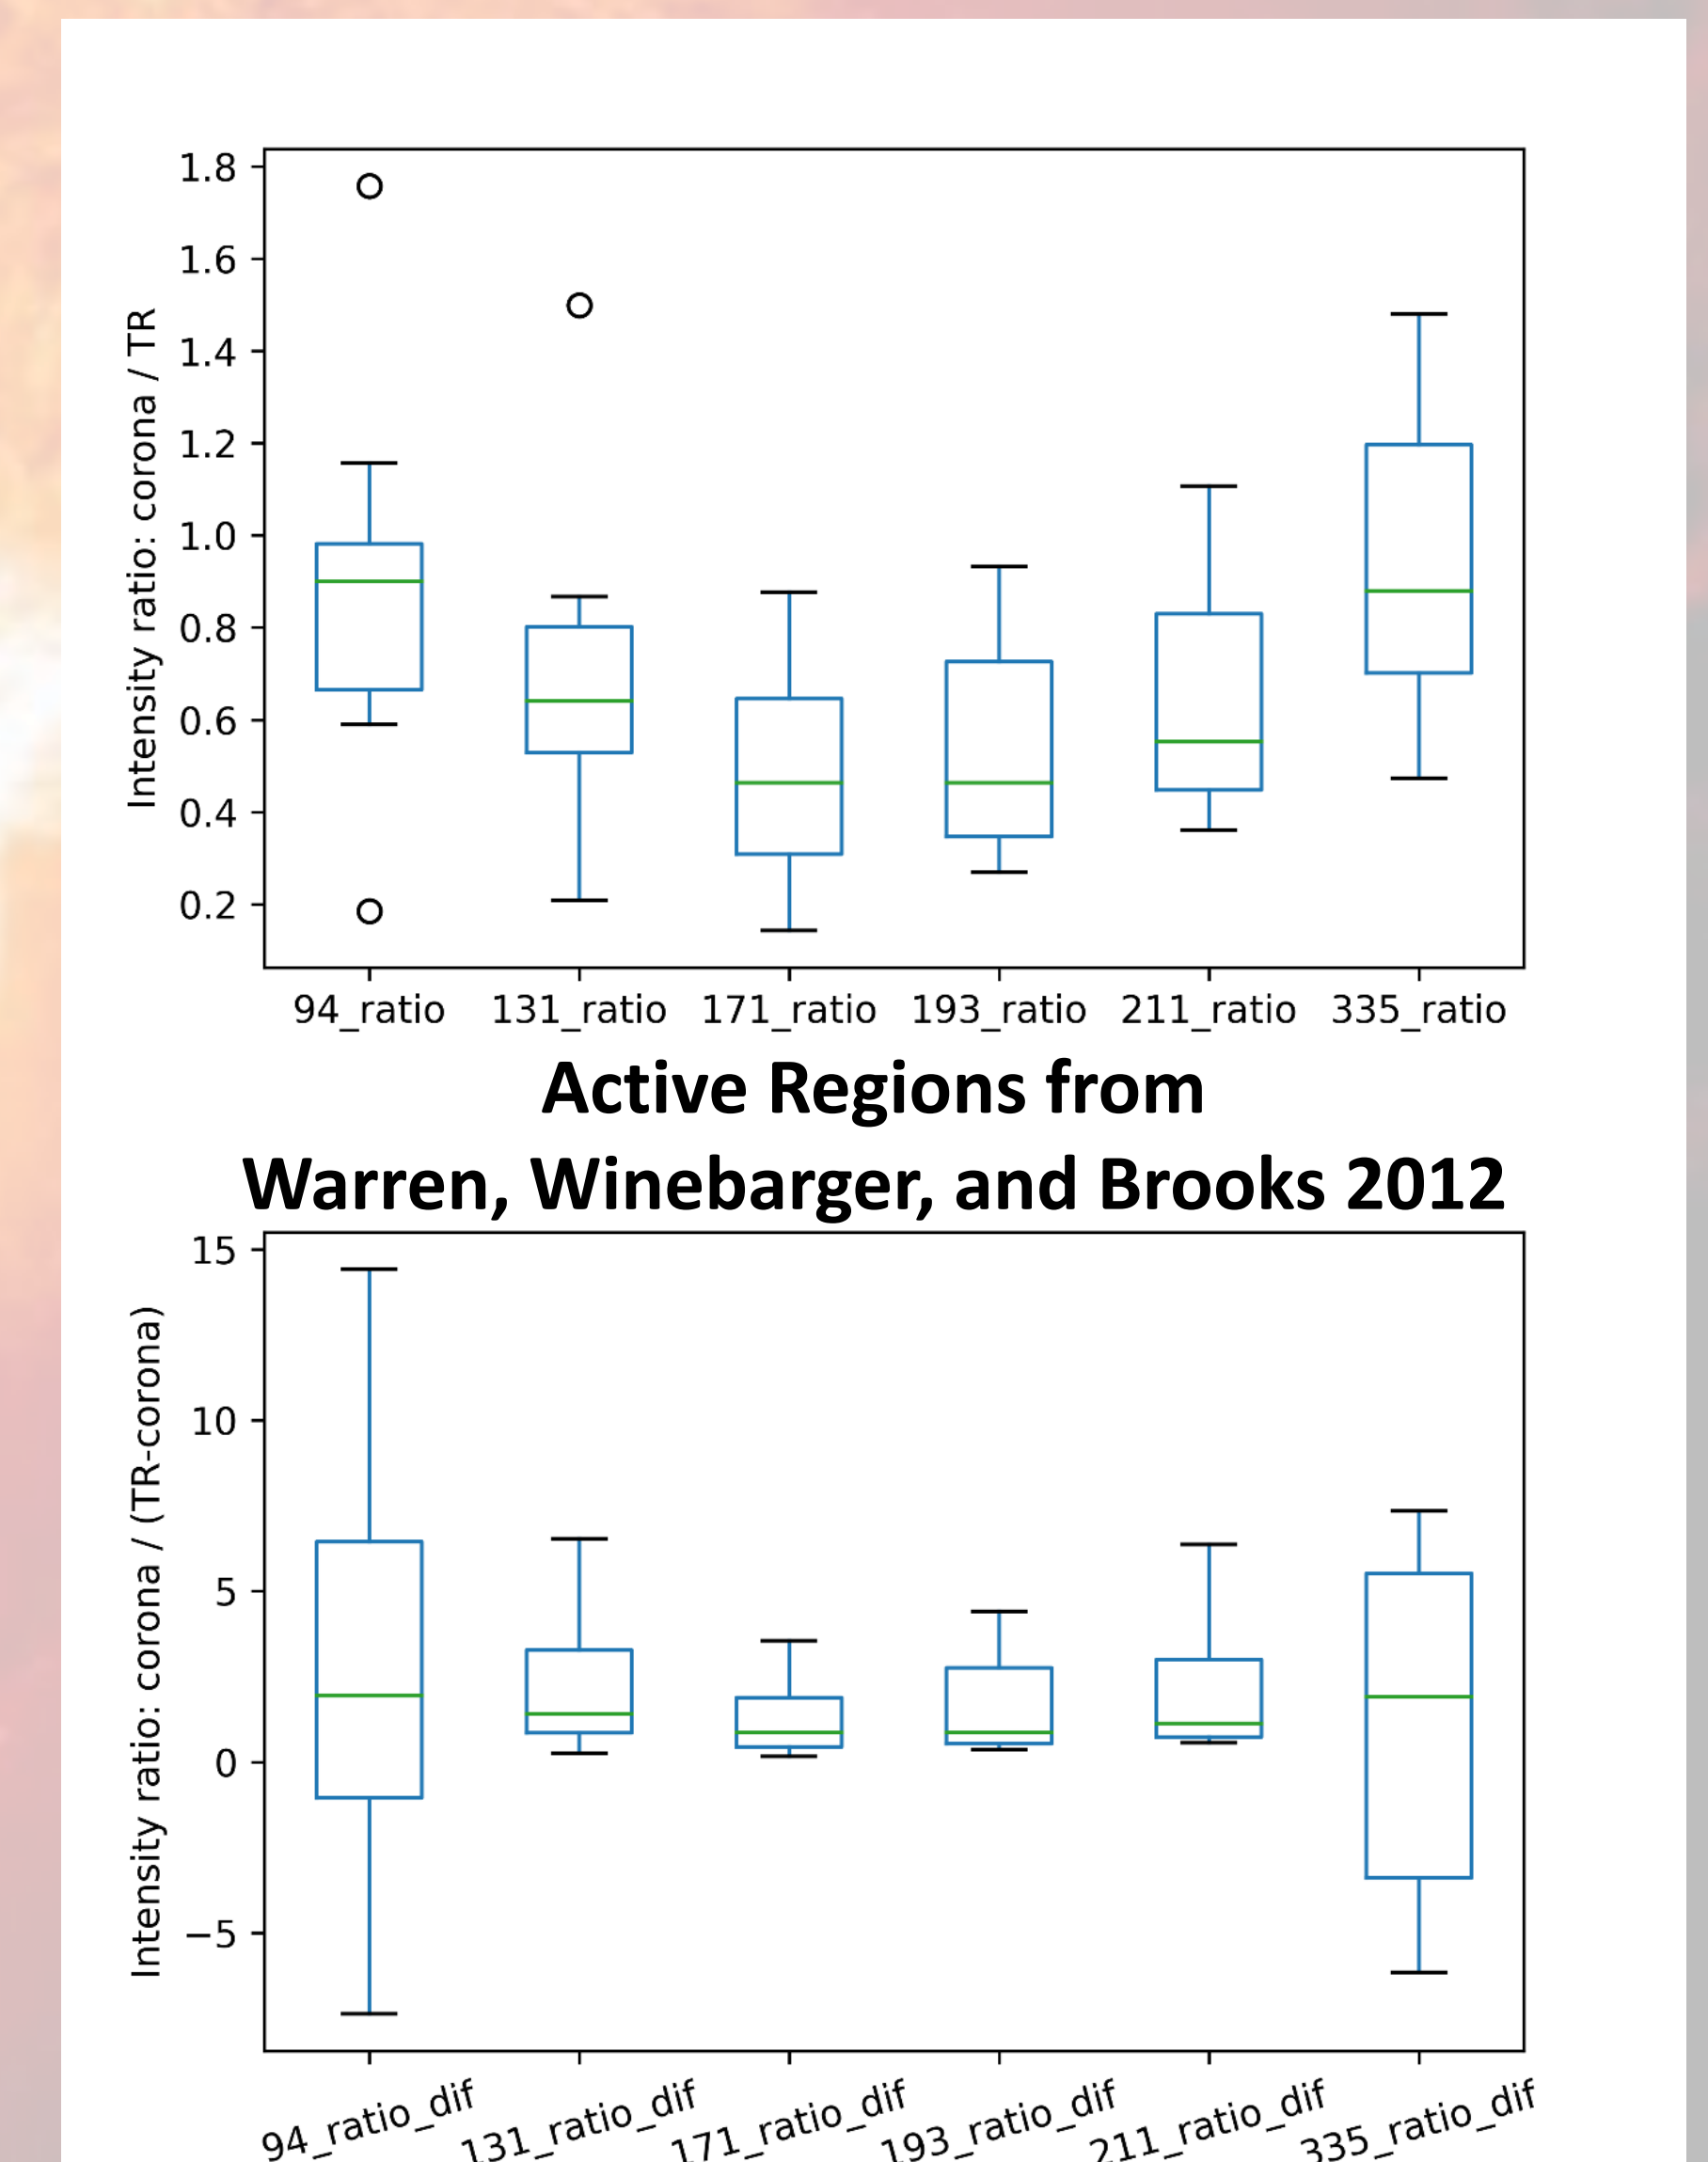 1.8
1.6
1.4
1.2
1.0
0.8
0.6
0.4
0.2
Intensity ratio: corona / TR
94_ratio 131_ratio 171_ratio 193_ratio 211_ratio 335_ratio
Active Regions from
Warren, Winebarger, and Brooks 2012
15
10
5
0
−5
Intensity ratio: corona / (TR-corona)
94_ratio_dif 131_ratio_dif 171_ratio_dif 193_ratio_dif 211_ratio_dif 335_ratio_dif